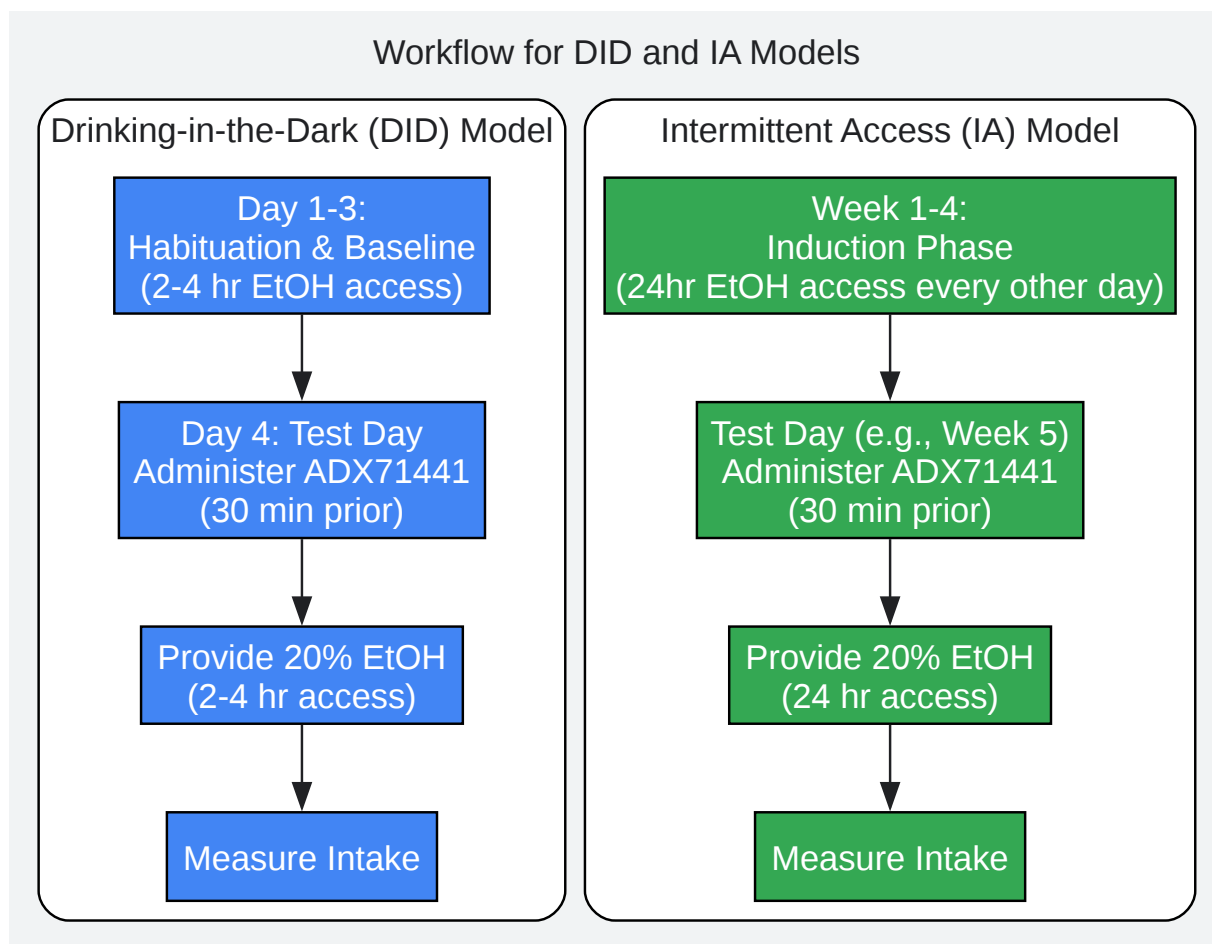 Workflow for DID and IA Models
Drinking-in-the-Dark (DID) Model
Day 1-3:
Habituation & Baseline
(2-4 hr EtOH access)
Day 4: Test Day
Administer ADX71441
(30 min prior)
Provide 20% EtOH
(2-4 hr access)
Measure Intake
Intermittent Access (IA) Model
Week 1-4:
Induction Phase
(24hr EtOH access every other day)
Test Day (e.g., Week 5)
Administer ADX71441
(30 min prior)
Provide 20% EtOH
(24 hr access)
Measure Intake